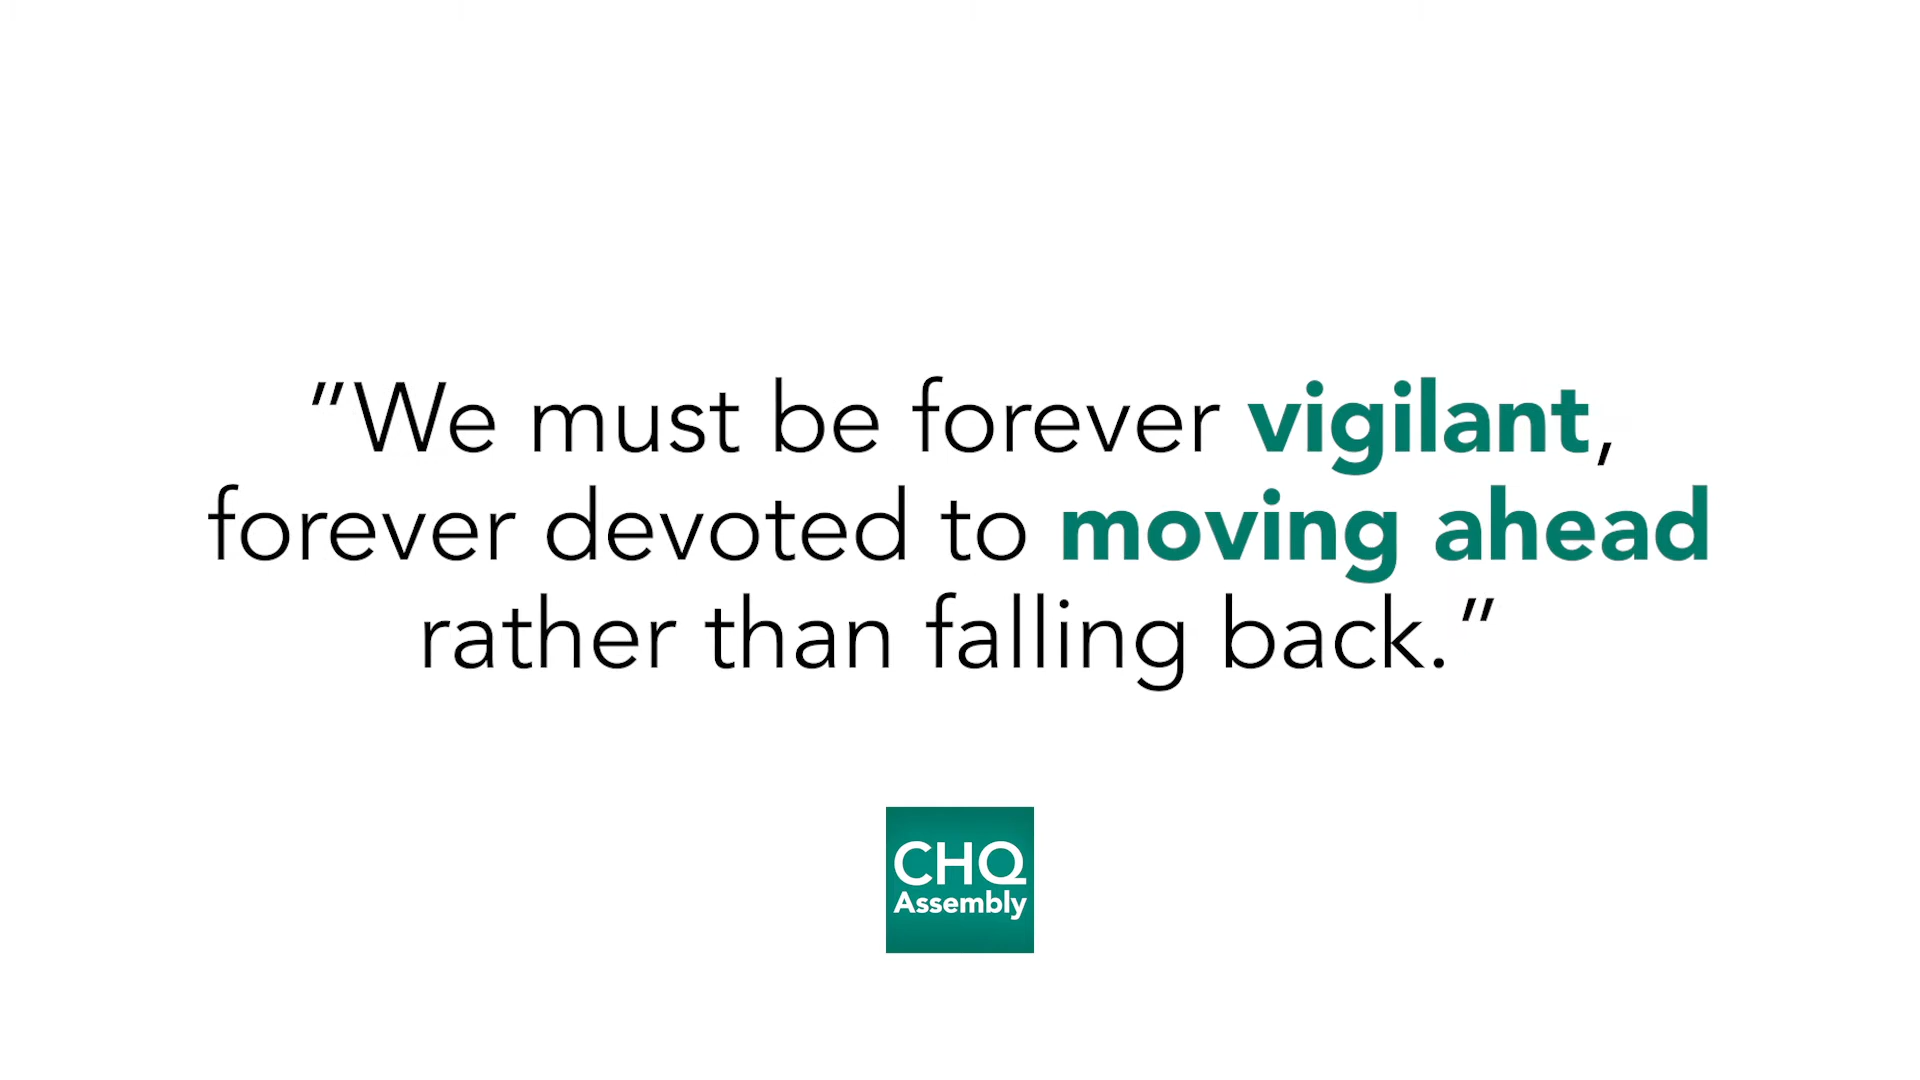 ”We must be forever vigilant,
forever devoted to moving ahead
rather than falling back.”
CHQ
Assembly